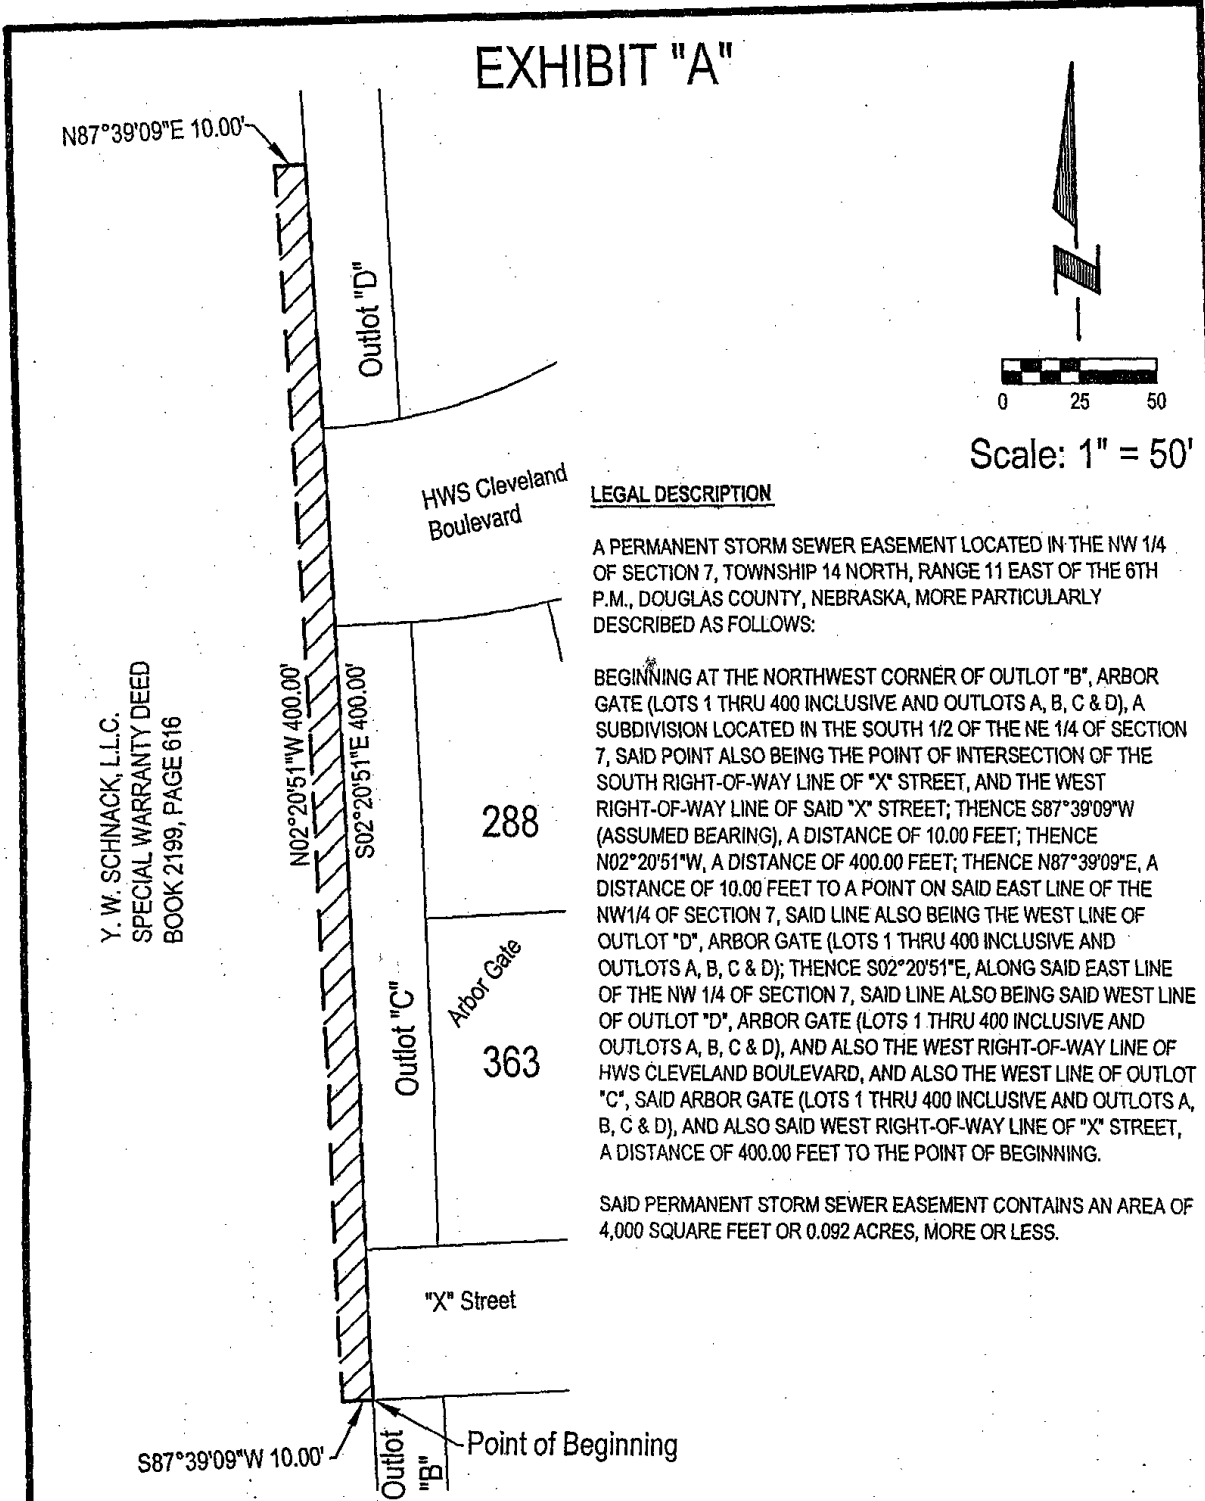 EXHIBIT "A"
N87°39'09"E 10.00'
Outlot "D"
0 25 50
Scale: 1" = 50'
HWS Cleveland
Boulevard
LEGAL DESCRIPTION
A PERMANENT STORM SEWER EASEMENT LOCATED IN THE NW 1/4
OF SECTION 7, TOWNSHIP 14 NORTH, RANGE 11 EAST OF THE 6TH
P.M., DOUGLAS COUNTY, NEBRASKA, MORE PARTICULARLY
DESCRIBED AS FOLLOWS:
BEGINNING AT THE NORTHWEST CORNER OF OUTLOT "B", ARBOR
GATE (LOTS 1 THRU 400 INCLUSIVE AND OUTLOTS A, B, C & D), A
SUBDIVISION LOCATED IN THE SOUTH 1/2 OF THE NE 1/4 OF SECTION
7, SAID POINT ALSO BEING THE POINT OF INTERSECTION OF THE
SOUTH RIGHT-OF-WAY LINE OF "X" STREET, AND THE WEST
RIGHT-OF-WAY LINE OF SAID "X" STREET; THENCE S87°39'09"W
(ASSUMED BEARING), A DISTANCE OF 10.00 FEET; THENCE
N02°20'51"W, A DISTANCE OF 400.00 FEET; THENCE N87°39'09"E, A
DISTANCE OF 10.00 FEET TO A POINT ON SAID EAST LINE OF THE
NW1/4 OF SECTION 7, SAID LINE ALSO BEING THE WEST LINE OF
OUTLOT "D", ARBOR GATE (LOTS 1 THRU 400 INCLUSIVE AND
OUTLOTS A, B, C & D); THENCE S02°20'51"E, ALONG SAID EAST LINE
OF THE NW 1/4 OF SECTION 7, SAID LINE ALSO BEING SAID WEST LINE
OF OUTLOT "D", ARBOR GATE (LOTS 1 THRU 400 INCLUSIVE AND
OUTLOTS A, B, C & D), AND ALSO THE WEST RIGHT-OF-WAY LINE OF
HWS CLEVELAND BOULEVARD, AND ALSO THE WEST LINE OF OUTLOT
"C", SAID ARBOR GATE (LOTS 1 THRU 400 INCLUSIVE AND OUTLOTS A,
B, C & D), AND ALSO SAID WEST RIGHT-OF-WAY LINE OF "X" STREET,
A DISTANCE OF 400.00 FEET TO THE POINT OF BEGINNING.
SAID PERMANENT STORM SEWER EASEMENT CONTAINS AN AREA OF
4,000 SQUARE FEET OR 0.092 ACRES, MORE OR LESS.
Y. W. SCHNACK, L.L.C.
SPECIAL WARRANTY DEED
BOOK 2199, PAGE 616
N02°20'51"W 400.00'
S02°20'51"E 400.00'
288
Arbor Gate
Outlot "C"
363
"X" Street
Point of Beginning
S87°39'09"W 10.00'
Outlot
"B"